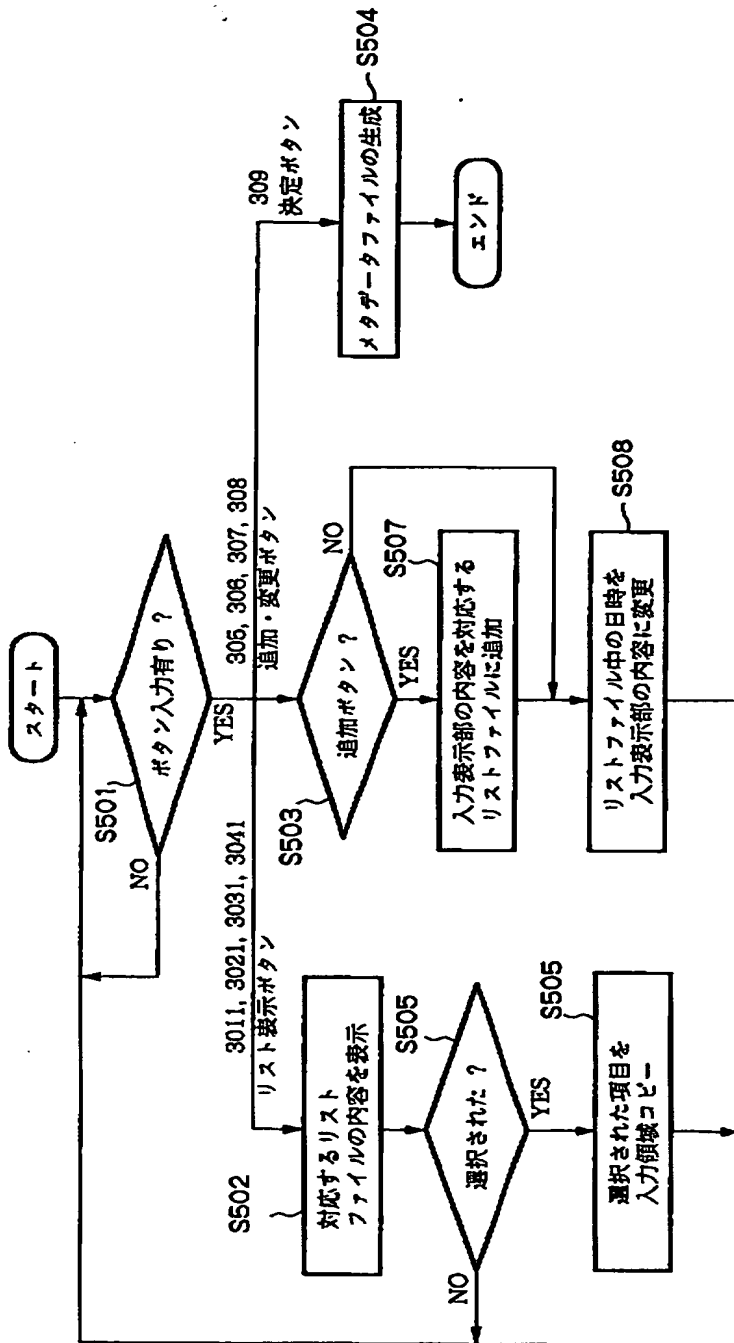 スタート
ボタン入力有り ?
S501
NO
YES
3011, 3021, 3031, 3041
リスト表示ボタン
305, 306, 307, 308
追加・変更ボタン
309
決定ボタン
S502
対応するリスト
ファイルの内容を表示
S505
選択された ?
NO
YES
S505
選択された項目を
入力領域コピー
S503
追加ボタン ?
NO
YES
S507
入力表示部の内容を対応する
リストファイルに追加
S508
リストファイル中の日時を
入力表示部の内容に変更
S504
メタデータファイルの生成
エンド